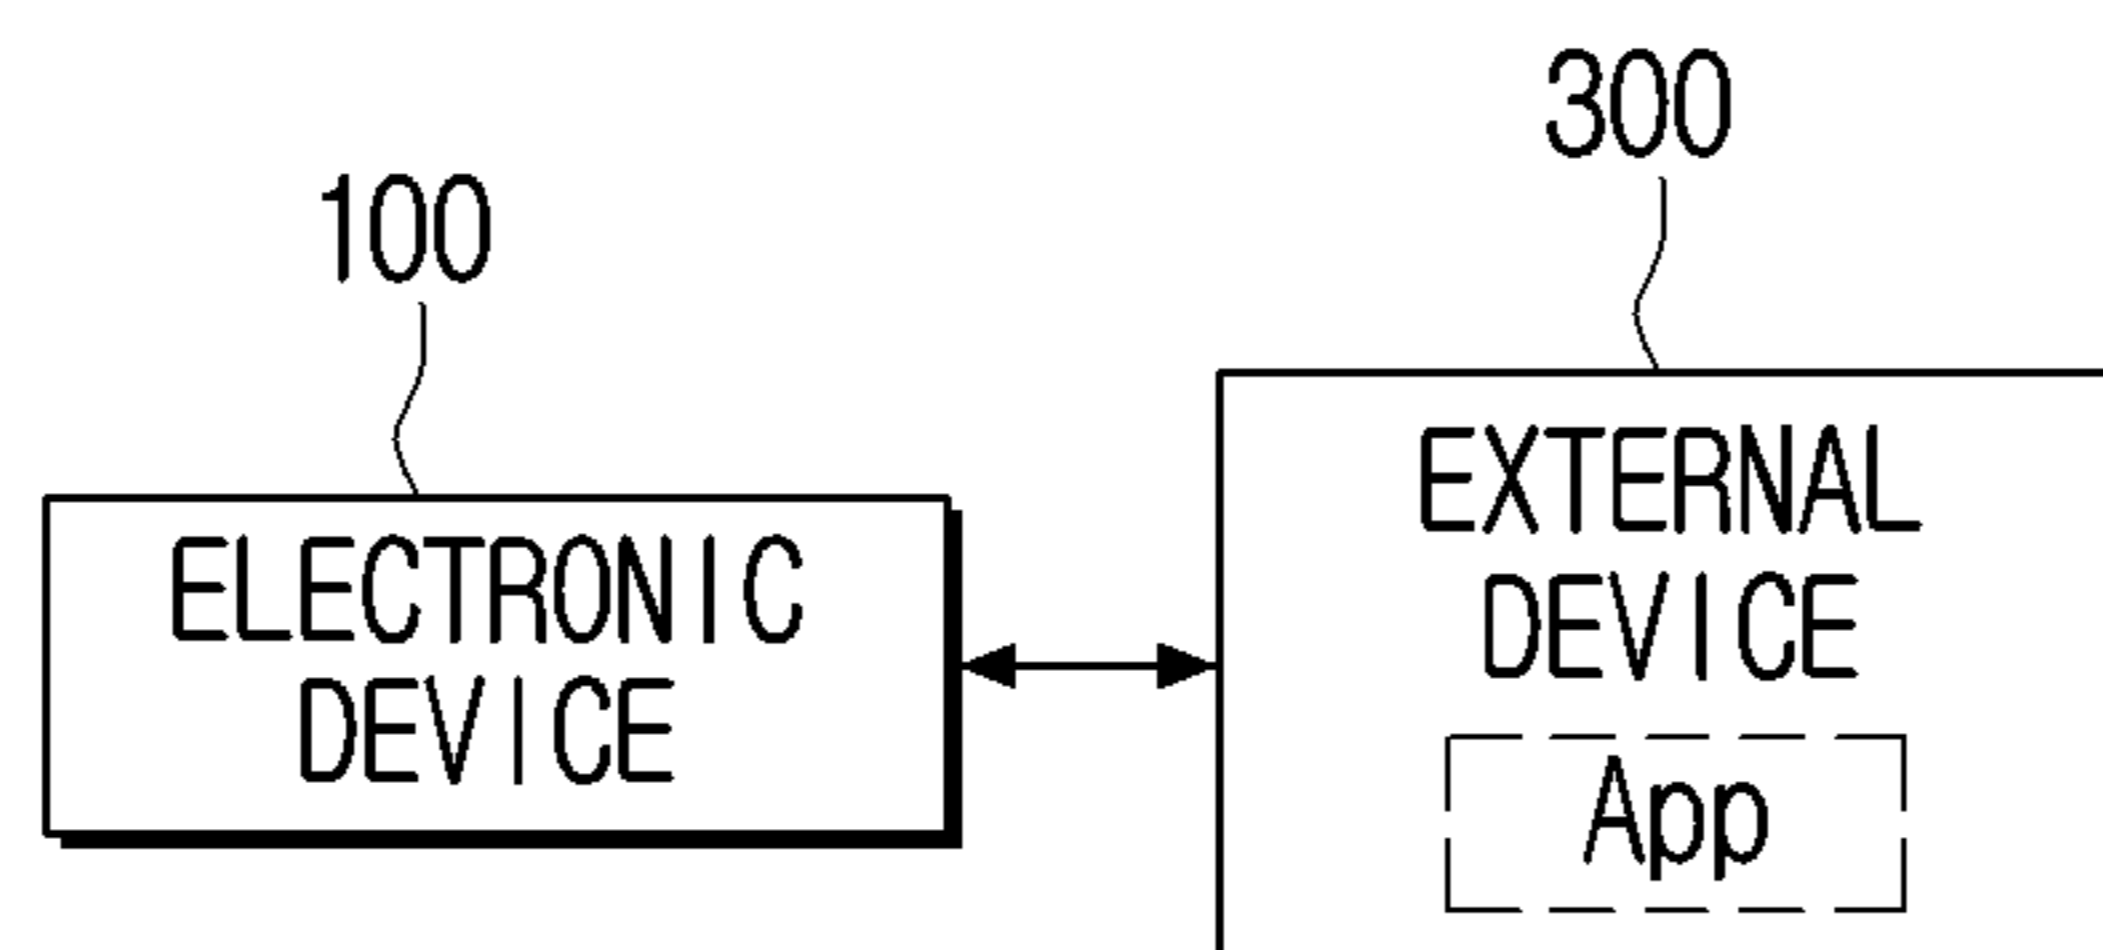 300
100
EXTERNAL
DEVICE
ELECTRONIC
DEVICE
App